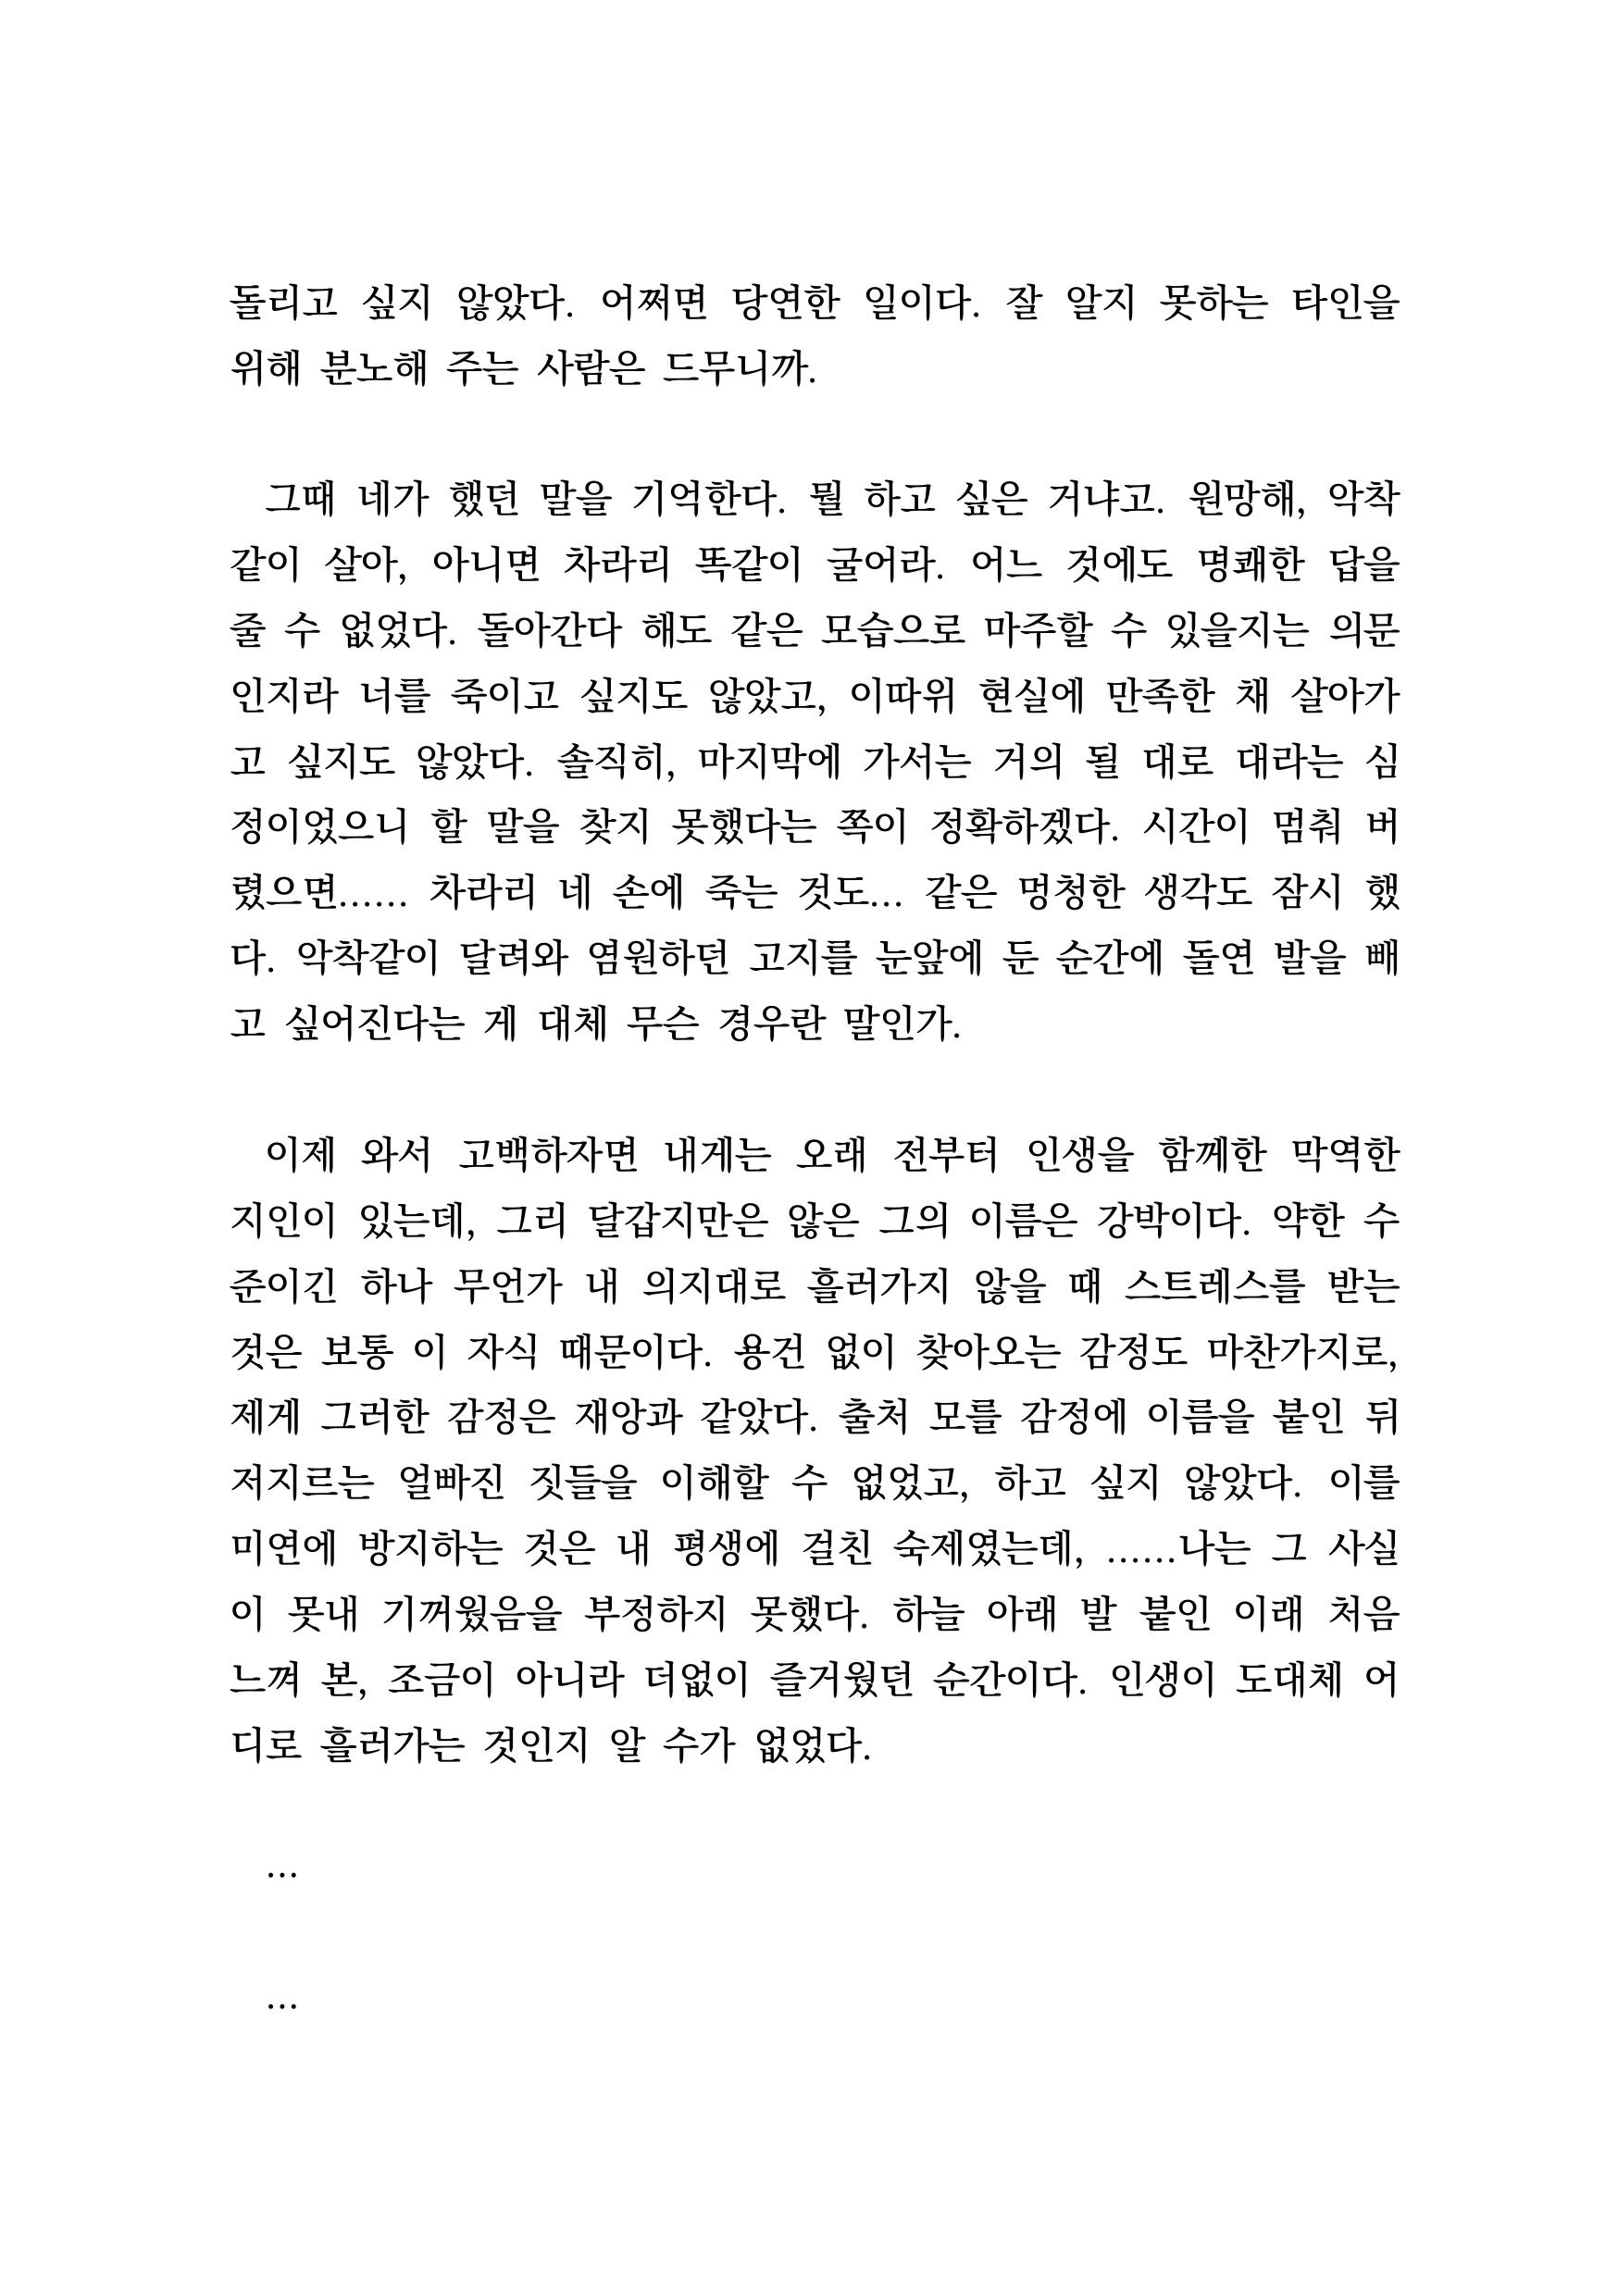 돌리고 싶지 않았다. 어쩌면 당연한 일이다. 잘 알지 못하는 타인을
위해 분노해 주는 사람은 드무니까.
그때 네가 했던 말을 기억한다. 뭘 하고 싶은 거냐고. 원망해, 악착
같이 살아, 아니면 차라리 똑같이 굴어라. 어느 것에도 명쾌한 답을
줄 수 없었다. 돌아간다 해도 같은 모습으로 마주할 수 있을지는 의문
인지라 너를 죽이고 싶지도 않았고, 이따위 현실에 만족한 채 살아가
고 싶지도 않았다. 솔직히, 마지막에 가서는 거의 될 대로 대라는 심
정이었으니 할 말을 찾지 못했다는 쪽이 정확하겠다. 시간이 멈춰 버
렸으면…… 차라리 네 손에 죽는 것도… 같은 멍청한 생각도 잠시 했
다. 악착같이 달려와 염원하던 고지를 눈앞에 둔 순간에 돌연 발을 빼
고 싶어진다는 게 대체 무슨 경우란 말인가.
이제 와서 고백하자면 내게는 오래 전부터 인생을 함께한 막역한
지인이 있는데, 그리 달갑지만은 않은 그의 이름은 강박이다. 약한 수
준이긴 하나 무언가 내 의지대로 흘러가지 않을 때 스트레스를 받는
것은 보통 이 자식 때문이다. 용건 없이 찾아오는 감정도 마찬가지로,
제게 그러한 감정은 재앙과 같았다. 출처 모를 감정에 이름을 붙인 뒤
저지르는 얼빠진 짓들을 이해할 수 없었고, 하고 싶지 않았다. 이를
미연에 방지하는 것은 내 평생에 걸친 숙제였는데, ……나는 그 사실
이 못내 기꺼웠음을 부정하지 못했다. 하늘 아래 발 붙인 이래 처음
느껴 본, 조금이 아니라 더없이 즐거웠던 순간이다. 인생이 도대체 어
디로 흘러가는 것인지 알 수가 없었다.
…
…